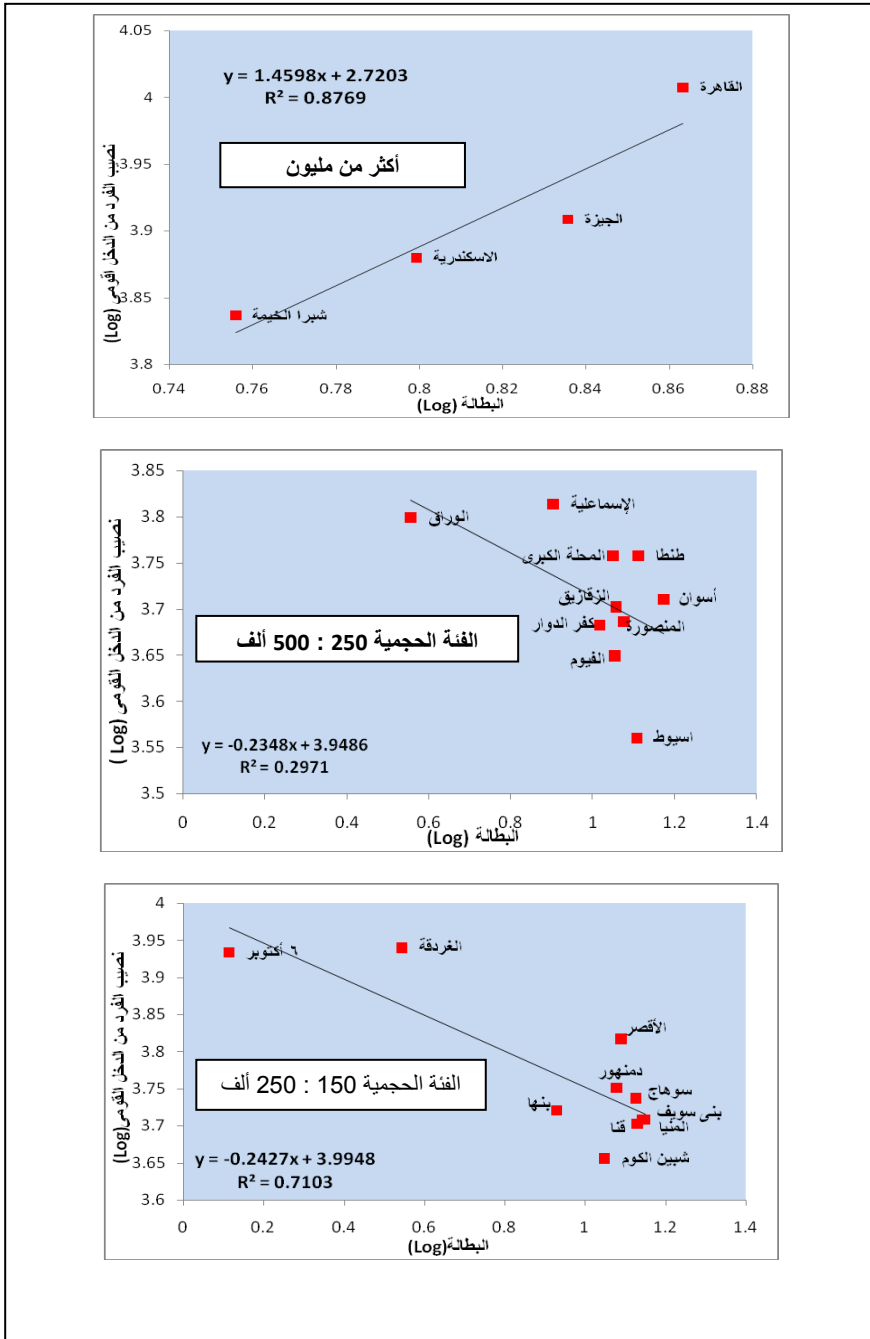 4.05
4
3.95
3.9
3.85
3.8
0.74
0.76
0.78
0.8
0.82
0.84
0.86
0.88
y = 1.4598x + 2.7203
R² = 0.8769
أكثر من مليون
القاهرة
الجيزة
الاسكندرية
شبرا الخيمة
نصيب الفرد من الدخل اقومى (Log)
البطالة (Log)
3.85
3.8
3.75
3.7
3.65
3.6
3.55
3.5
0
0.2
0.4
0.6
0.8
1
1.2
1.4
الإسماعلية
الوراق
المحلة الكبرى
طنطا
الزقازيق
أسوان
كفر الدوار
المنصورة
الفيوم
اسيوط
الفئة الحجمية 250 : 500 ألف
y = -0.2348x + 3.9486
R² = 0.2971
نصيب الفرد من الدخل القومى (Log )
البطالة (Log)
4
3.95
3.9
3.85
3.8
3.75
3.7
3.65
3.6
0
0.2
0.4
0.6
0.8
1
1.2
1.4
٦ أكتوبر
الغردقة
الأقصر
دمنهور
سوهاج
بنها
بنى سويف
المنيا
قنا
شبين الكوم
الفئة الحجمية 150 : 250 ألف
y = -0.2427x + 3.9948
R² = 0.7103
نصيب الفرد من الدخل القومى(Log)
البطالة(Log)